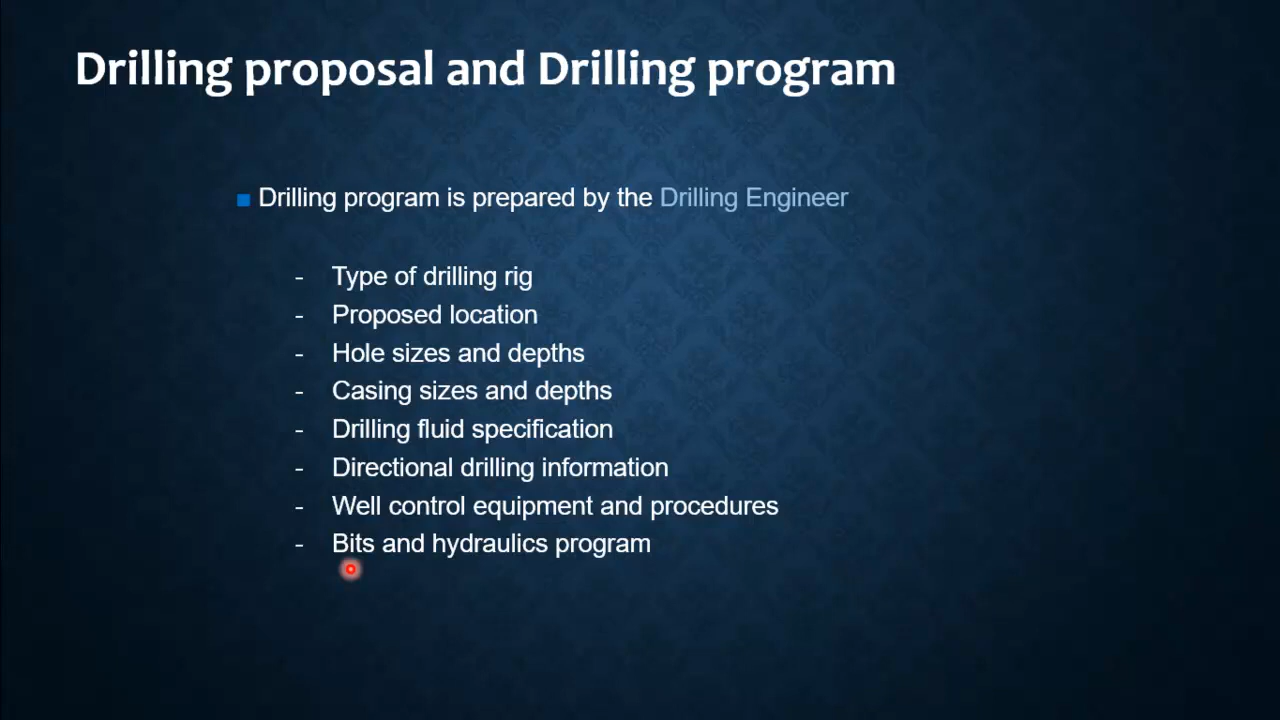 Drilling proposal and Drilling program
■ Drilling program is prepared by the Drilling Engineer
- Type of drilling rig
- Proposed location
- Hole sizes and depths
- Casing sizes and depths
- Drilling fluid specification
- Directional drilling information
- Well control equipment and procedures
- Bits and hydraulics program